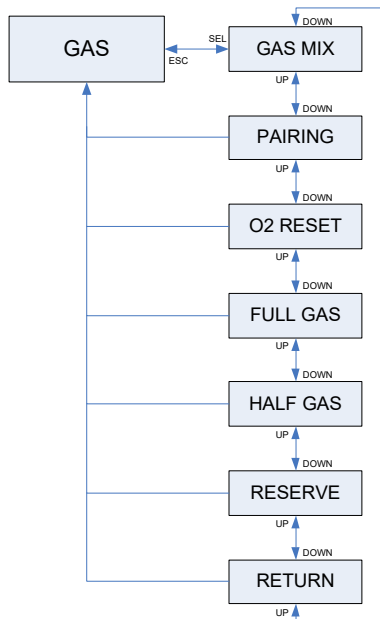 DOWN
GAS
SEL
ESC
GAS MIX
UP
DOWN
PAIRING
UP
DOWN
O2 RESET
UP
DOWN
FULL GAS
UP
DOWN
HALF GAS
UP
DOWN
RESERVE
UP
DOWN
RETURN
UP